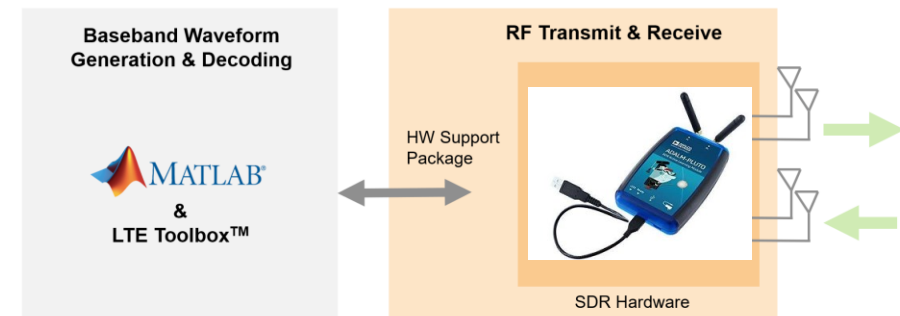 Baseband Waveform
Generation & Decoding
MATLAB®
&
LTE Toolbox™
RF Transmit & Receive
HW Support
Package
ADALM-PLUTO
SDR Hardware